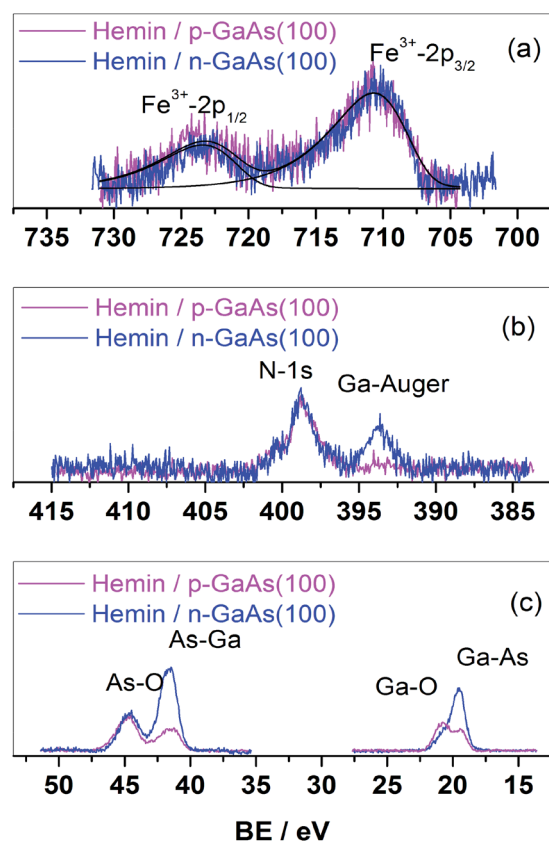 Hemin / p-GaAs(100)
Hemin / n-GaAs(100)
(a)
Fe³⁺-2p₃/₂
Fe³⁺-2p₁/₂
735 730 725 720 715 710 705 700
Hemin / p-GaAs(100)
Hemin / n-GaAs(100)
(b)
N-1s
Ga-Auger
415 410 405 400 395 390 385
Hemin / p-GaAs(100)
Hemin / n-GaAs(100)
(c)
As-Ga
Ga-As
As-O
Ga-O
50 45 40 35 30 25 20 15
BE / eV